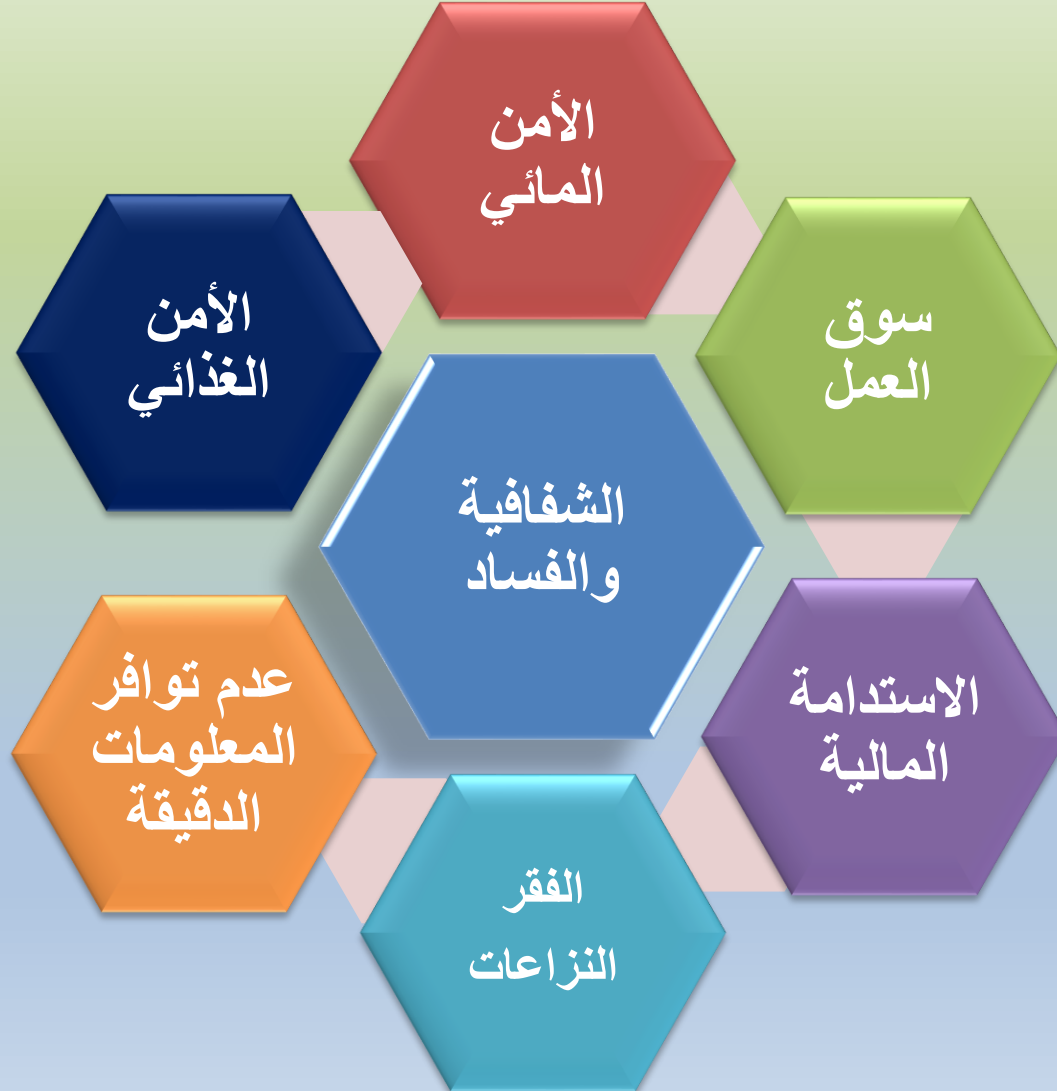 الأمن
المائي
سوق
العمل
الأمن
الغذائي
الشفافية
والفساد
الاستدامة
المالية
عدم توافر
المعلومات
الدقيقة
الفقر
النزاعات